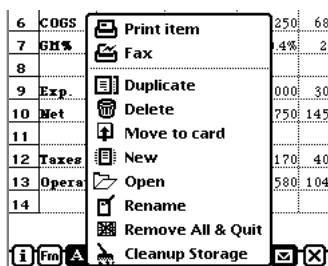 6 COGS Print item 250 68
7 GM% Fax .4% 2
8
Duplicate
9 Exp. Delete 000 30
10 Net Move to card 750 145
11
12 Taxes New 170 40
13 Opera Open 580 104
14 Rename
Remove All & Quit
i Fm A Cleanup Storage X